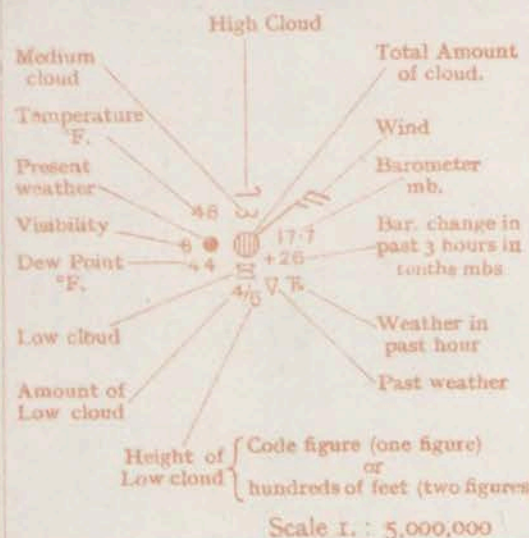 High Cloud
Medium
cloud
Total Amount
of cloud.
Temperature
°F.
Wind
Present
weather
Barometer
mb.
48
Visibility
8
17.7
Bar. change in
past 3 hours in
tenths mbs
+26
Dew Point
°F.
44
4/5
Low cloud
Weather in
past hour
Amount of
Low cloud
Past weather
Height of
Low cloud
Code figure (one figure)
or
hundreds of feet (two figures
Scale 1. : 5,000,000